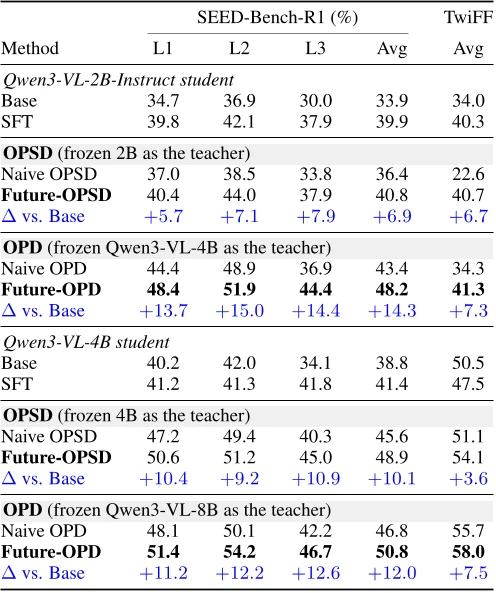 SEED-Bench-R1 (%) TwiFF
Method L1 L2 L3 Avg Avg
Qwen3-VL-2B-Instruct student
Base 34.7 36.9 30.0 33.9 34.0
SFT 39.8 42.1 37.9 39.9 40.3
OPSD (frozen 2B as the teacher)
Naive OPSD 37.0 38.5 33.8 36.4 22.6
Future-OPSD 40.4 44.0 37.9 40.8 40.7
Δ vs. Base +5.7 +7.1 +7.9 +6.9 +6.7
OPD (frozen Qwen3-VL-4B as the teacher)
Naive OPD 44.4 48.9 36.9 43.4 34.3
Future-OPD 48.4 51.9 44.4 48.2 41.3
Δ vs. Base +13.7 +15.0 +14.4 +14.3 +7.3
Qwen3-VL-4B student
Base 40.2 42.0 34.1 38.8 50.5
SFT 41.2 41.3 41.8 41.4 47.5
OPSD (frozen 4B as the teacher)
Naive OPSD 47.2 49.4 40.3 45.6 51.1
Future-OPSD 50.6 51.2 45.0 48.9 54.1
Δ vs. Base +10.4 +9.2 +10.9 +10.1 +3.6
OPD (frozen Qwen3-VL-8B as the teacher)
Naive OPD 48.1 50.1 42.2 46.8 55.7
Future-OPD 51.4 54.2 46.7 50.8 58.0
Δ vs. Base +11.2 +12.2 +12.6 +12.0 +7.5